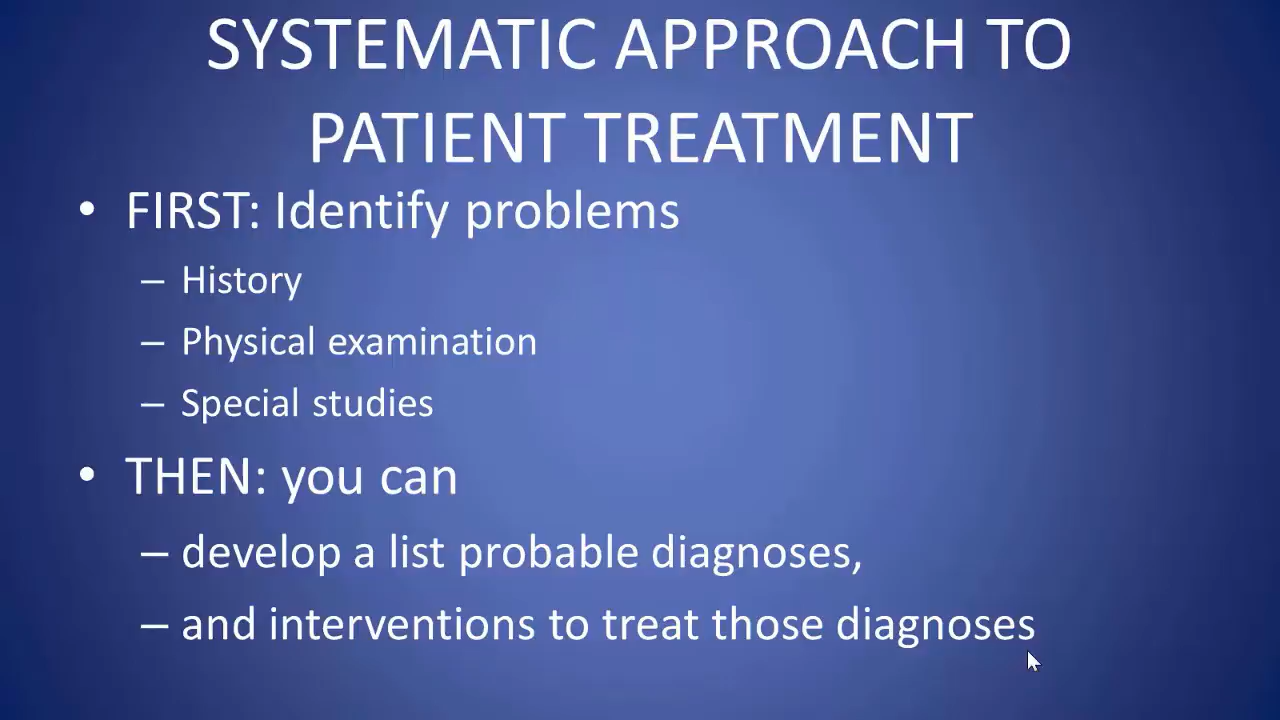 SYSTEMATIC APPROACH TO
PATIENT TREATMENT
• FIRST: Identify problems
– History
– Physical examination
– Special studies
• THEN: you can
– develop a list probable diagnoses,
– and interventions to treat those diagnoses